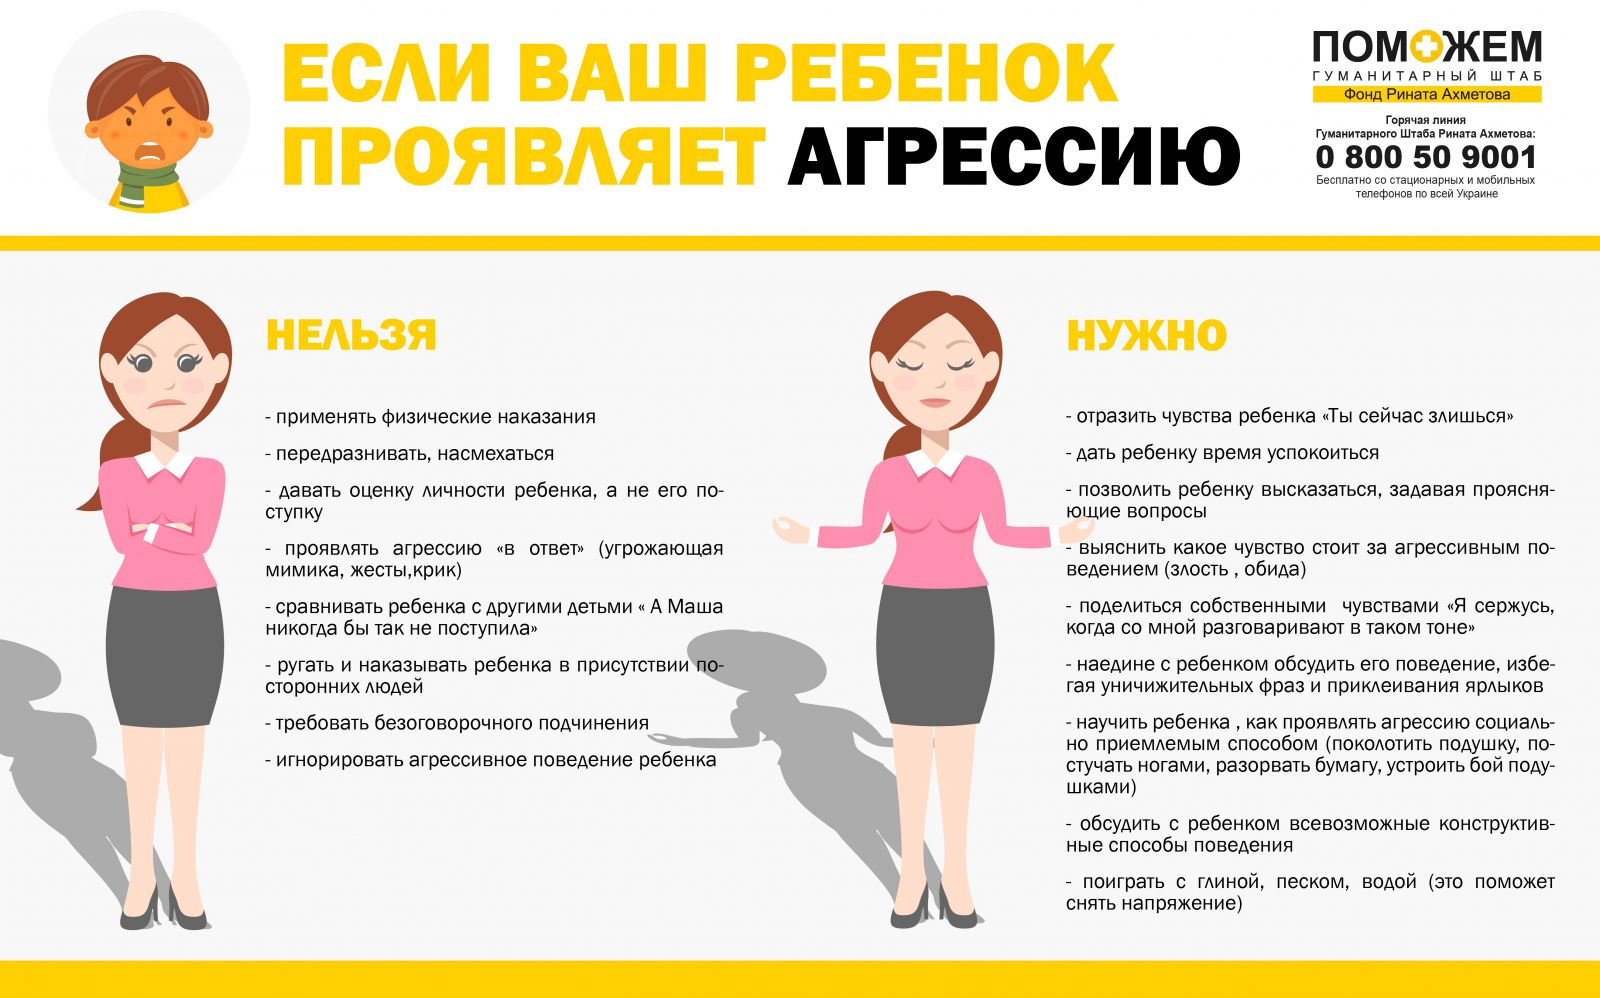 ЕСЛИ ВАШ РЕБЕНОК
ПРОЯВЛЯЕТ АГРЕССИЮ
ПОМОЖЕМ
ГУМАНИТАРНЫЙ ШТАБ
Фонд Рината Ахметова
Горячая линия
Гуманитарного Штаба Рината Ахметова:
0 800 50 9001
Бесплатно со стационарных и мобильных
телефонов по всей Украине
НЕЛЬЗЯ
- применять физические наказания
- передразнивать, насмехаться
- давать оценку личности ребенка, а не его по-
ступку
- проявлять агрессию «в ответ» (угрожающая
мимика, жесты,крик)
- сравнивать ребенка с другими детьми « А Маша
никогда бы так не поступила»
- ругать и наказывать ребенка в присутствии по-
сторонних людей
- требовать безоговорочного подчинения
- игнорировать агрессивное поведение ребенка
НУЖНО
- отразить чувства ребенка «Ты сейчас злишься»
- дать ребенку время успокоиться
- позволить ребенку высказаться, задавая проясня-
ющие вопросы
- выяснить какое чувство стоит за агрессивным по-
ведением (злость , обида)
- поделиться собственными  чувствами «Я сержусь,
когда со мной разговаривают в таком тоне»
- наедине с ребенком обсудить его поведение, избе-
гая уничижительных фраз и приклеивания ярлыков
- научить ребенка , как проявлять агрессию социаль-
но приемлемым способом (поколотить подушку, по-
стучать ногами, разорвать бумагу, устроить бой поду-
шками)
- обсудить с ребенком всевозможные конструктив-
ные способы поведения
- поиграть с глиной, песком, водой (это поможет
снять напряжение)